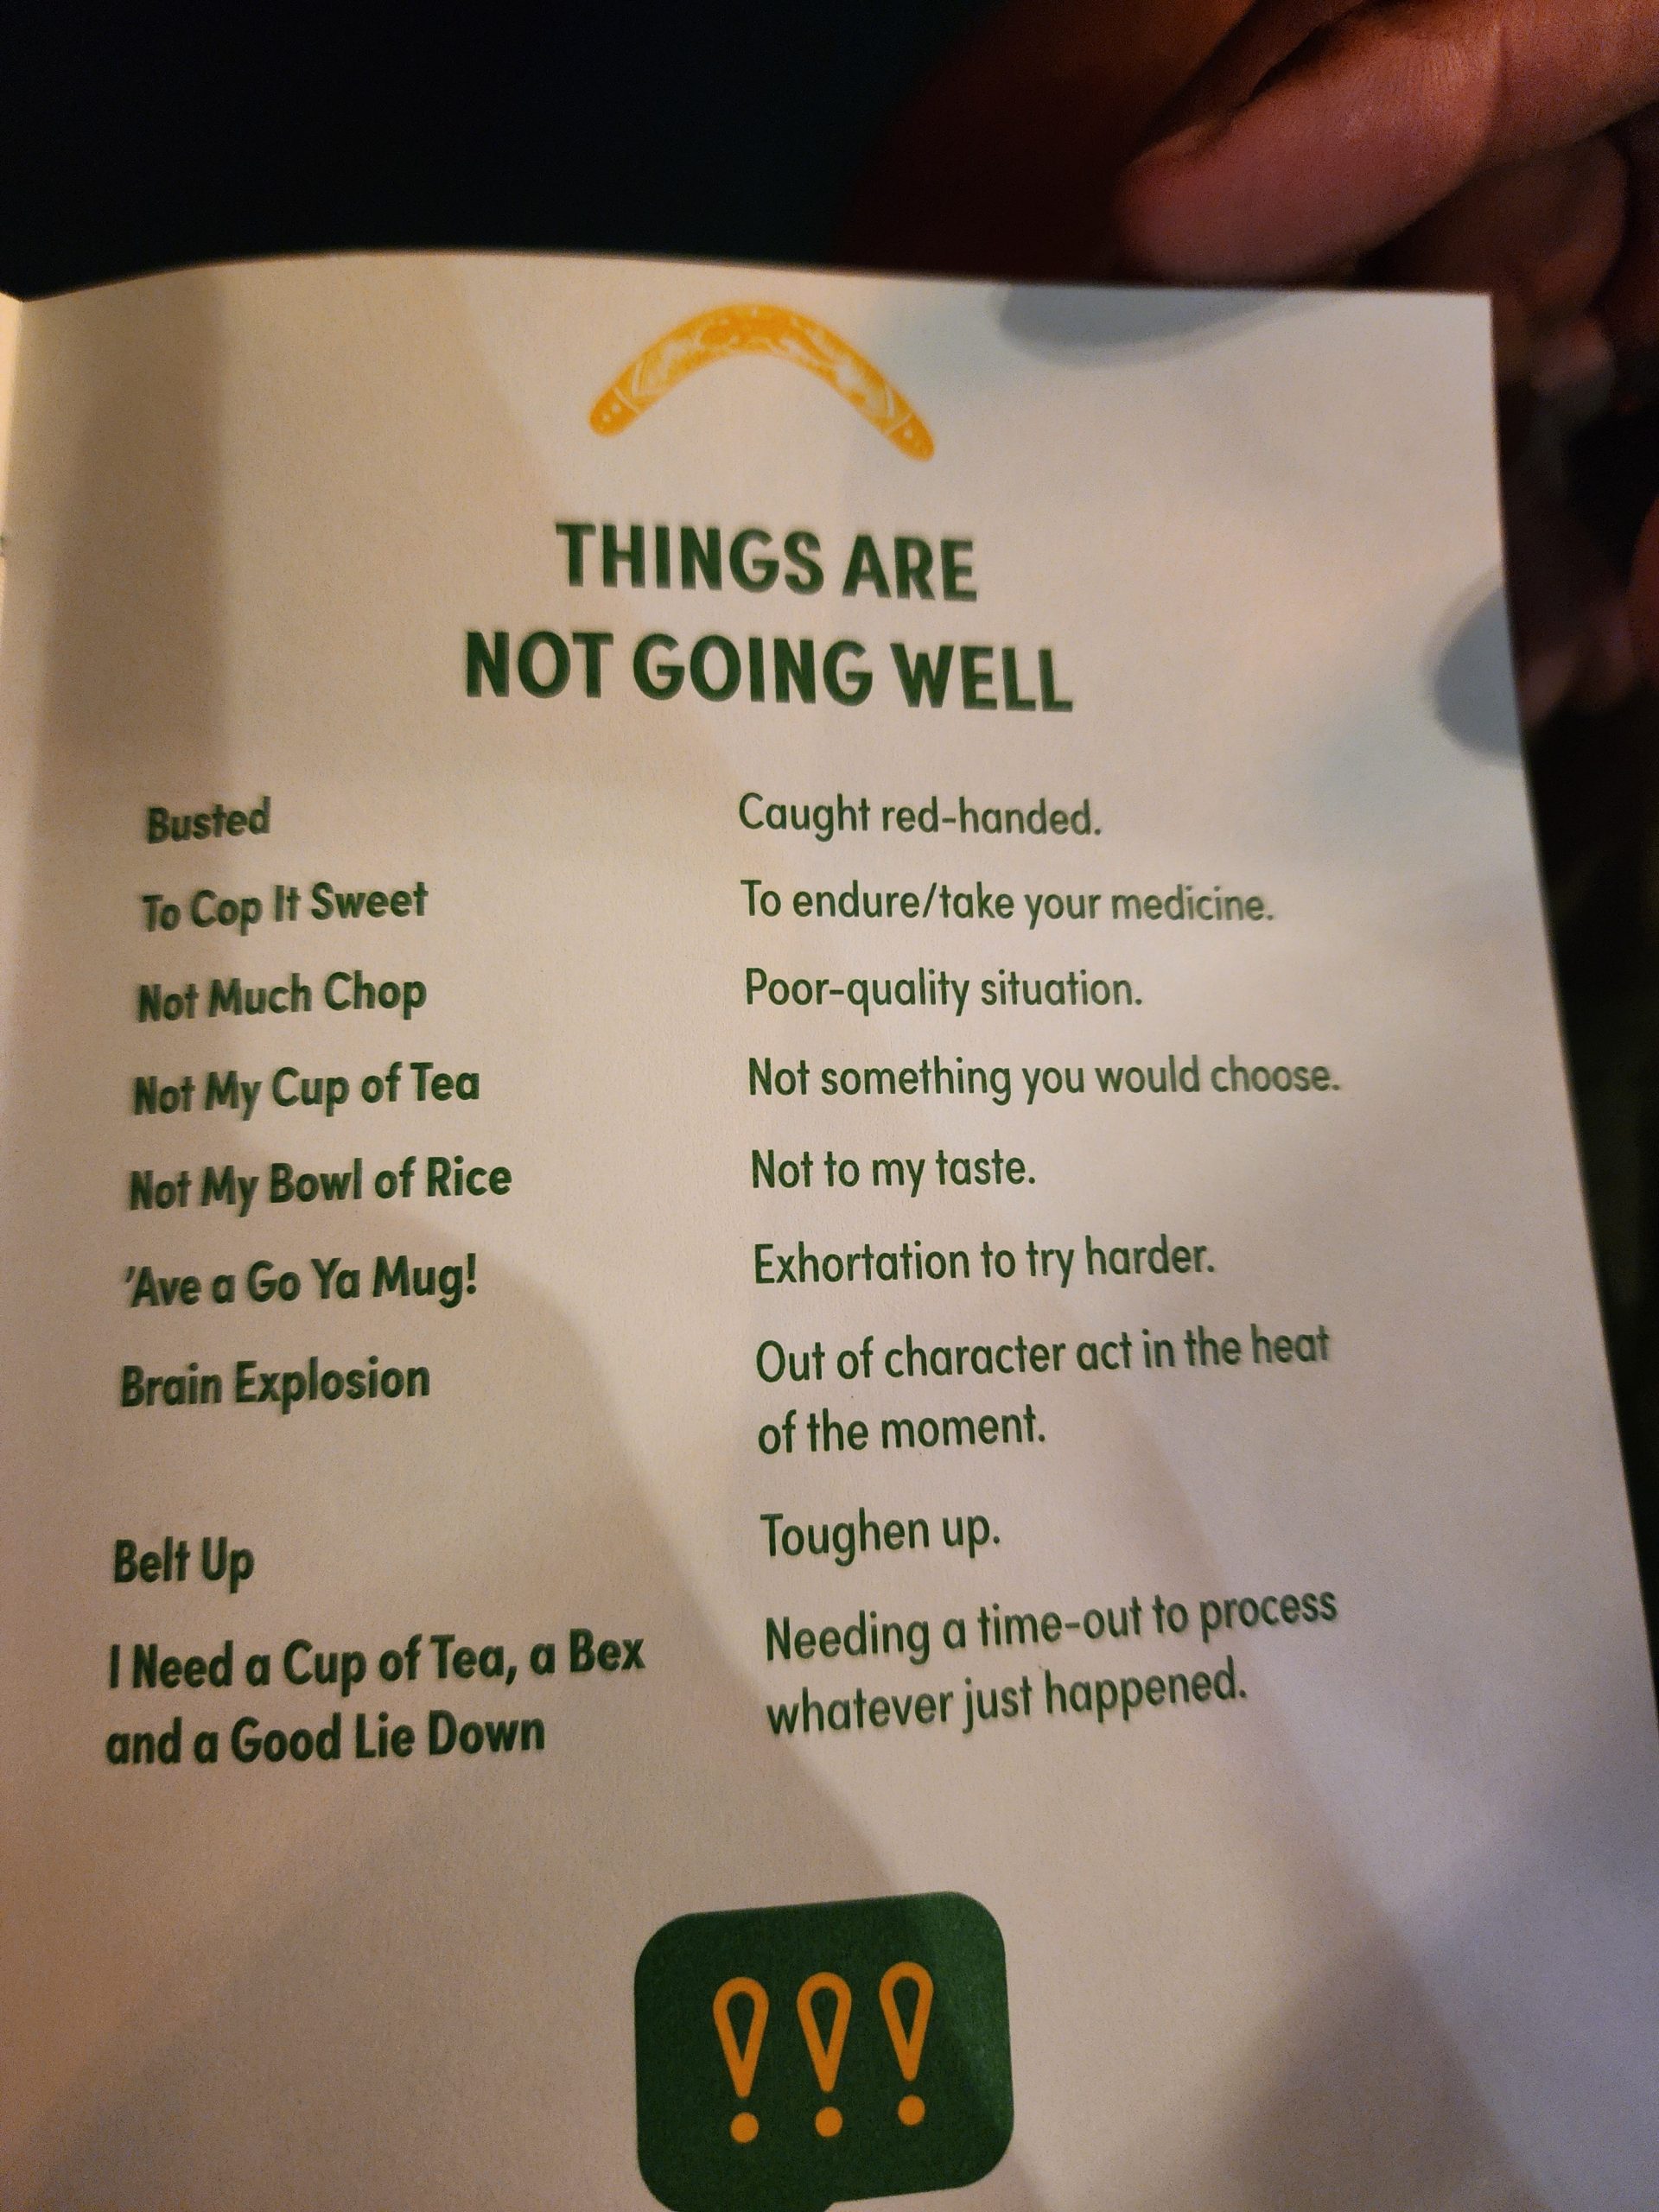 THINGS ARE
NOT GOING WELL
Busted Caught red-handed.
To Cop It Sweet To endure/take your medicine.
Not Much Chop Poor-quality situation.
Not My Cup of Tea Not something you would choose.
Not My Bowl of Rice Not to my taste.
’Ave a Go Ya Mug! Exhortation to try harder.
Brain Explosion Out of character act in the heat
of the moment.
Belt Up Toughen up.
I Need a Cup of Tea, a Bex Needing a time-out to process
and a Good Lie Down whatever just happened.
!!!